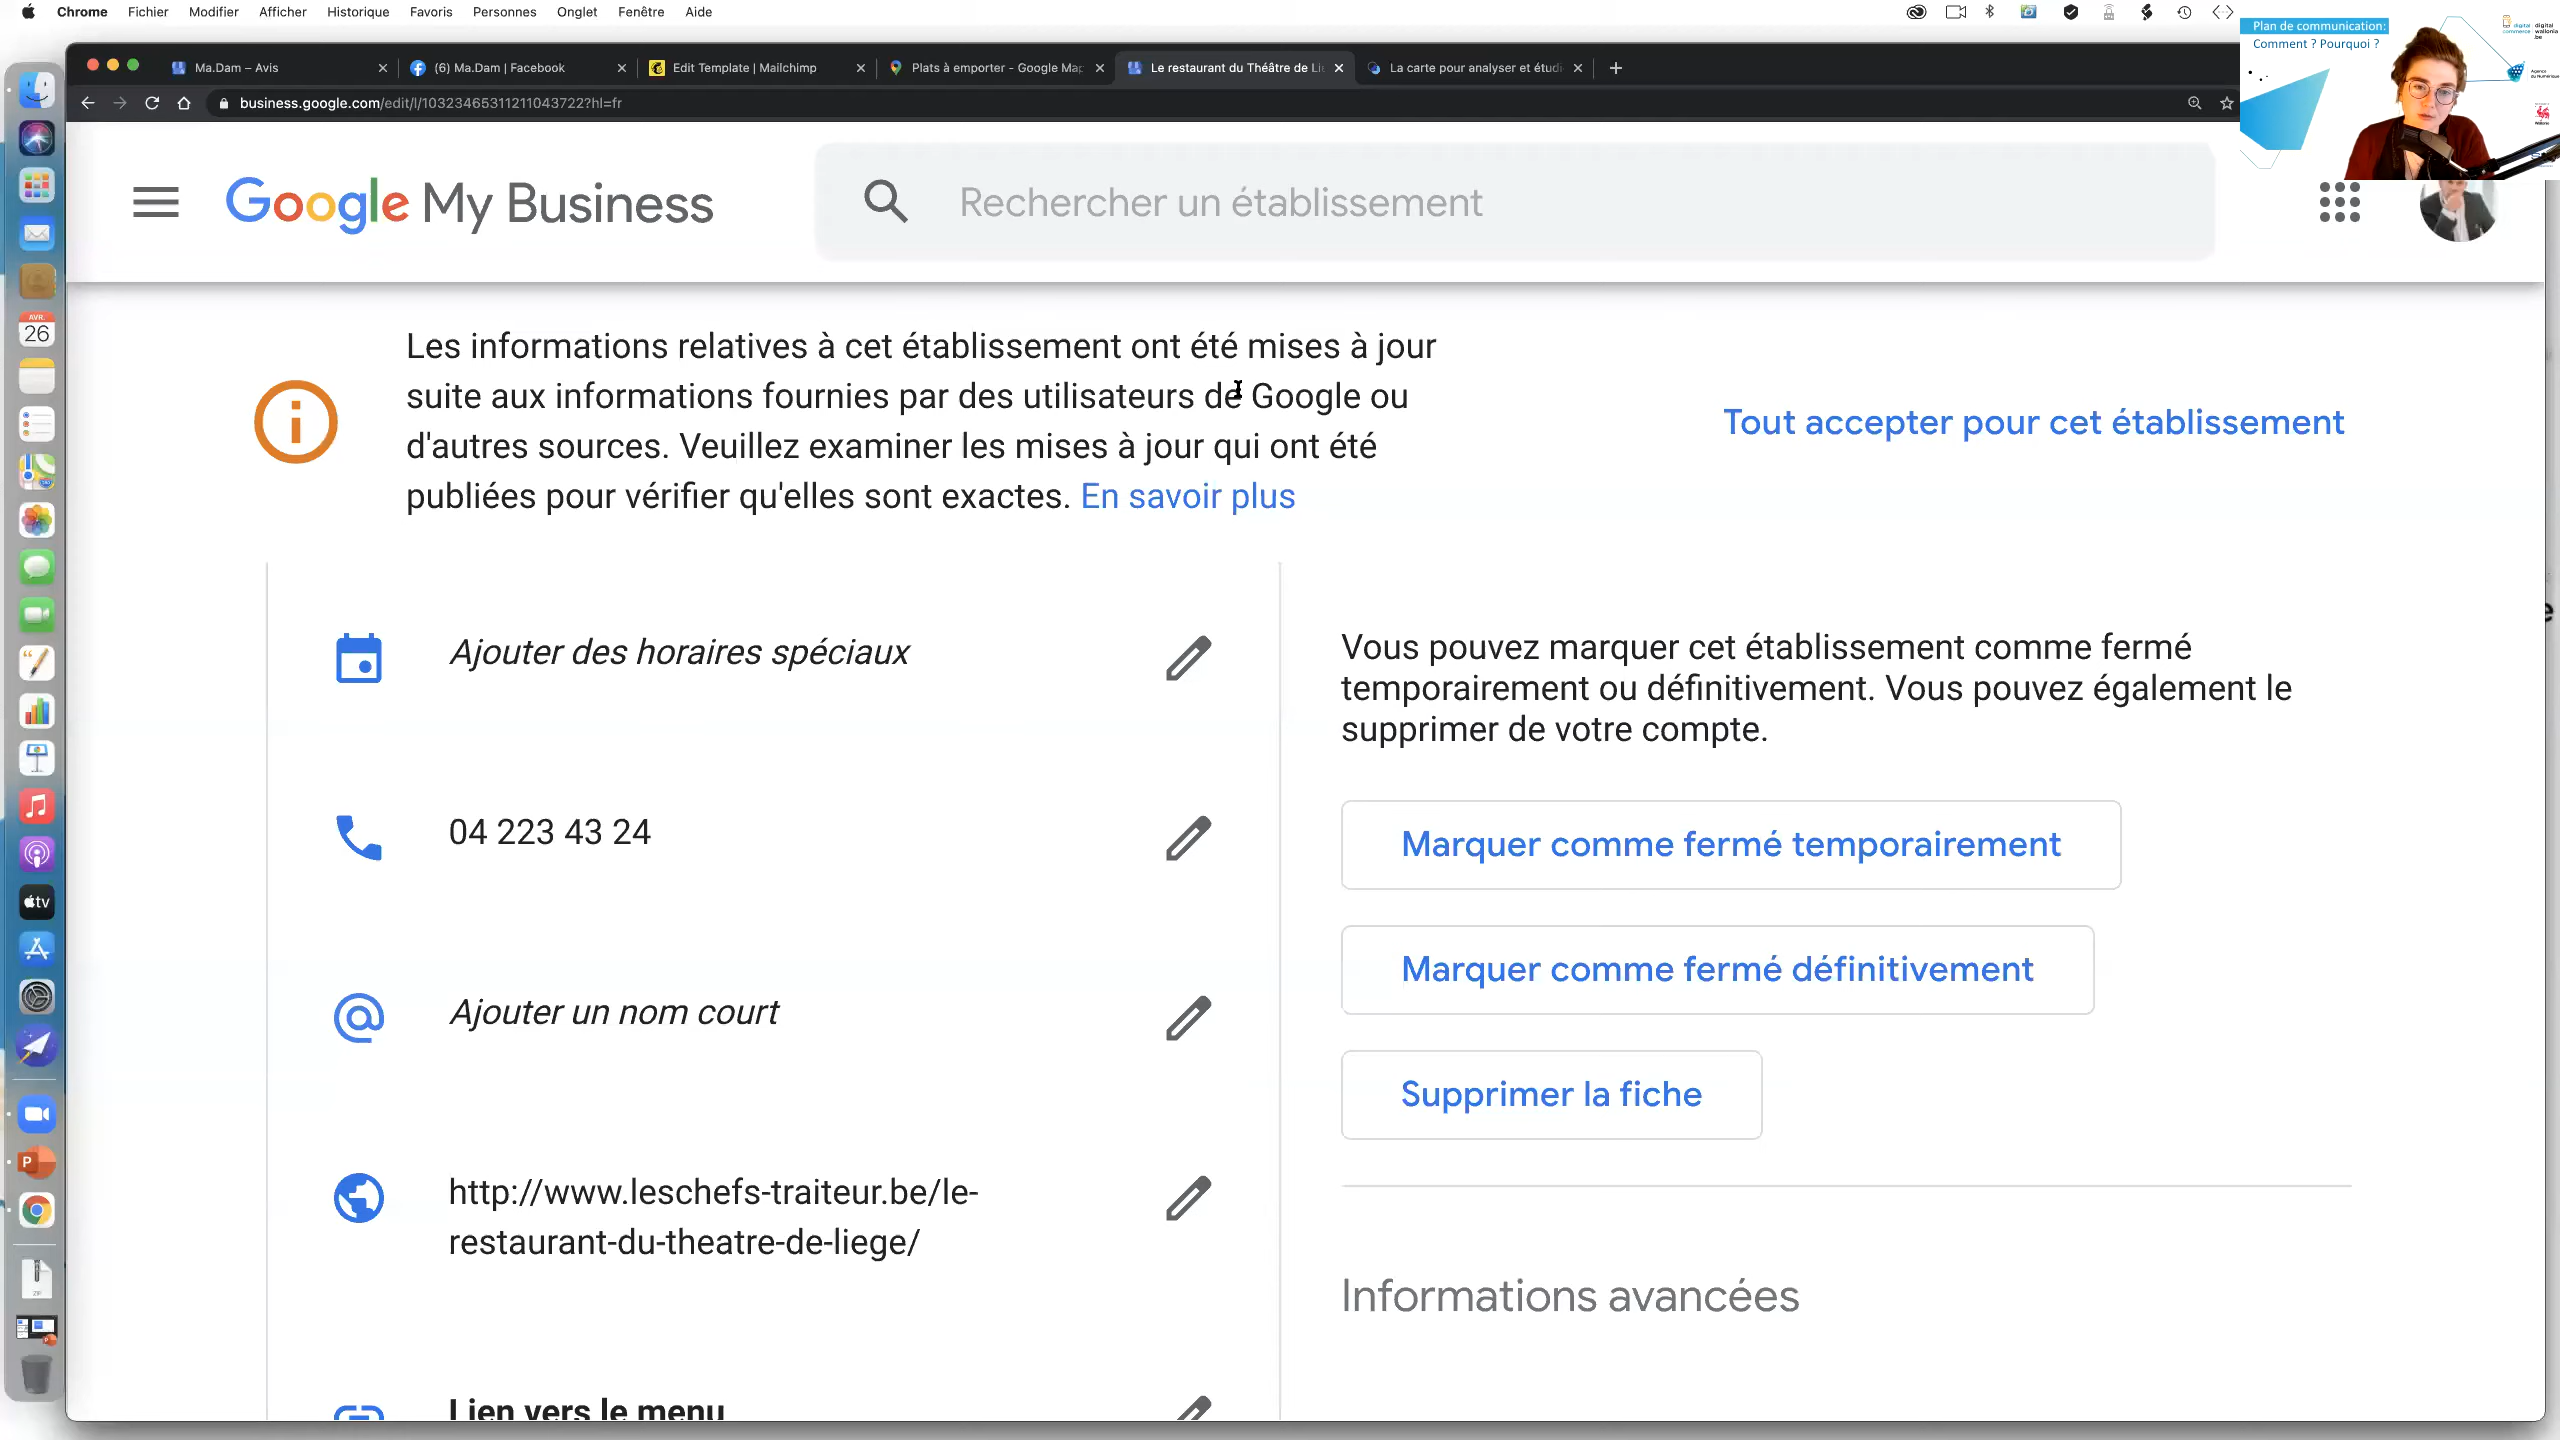 Chrome Fichier Modifier Afficher Historique Favoris Personnes Onglet Fenêtre Aide
Plan de communication:
Comment ? Pourquoi ?
Ma.Dam – Avis
(6) Ma.Dam | Facebook
Edit Template | Mailchimp
Plats à emporter - Google Map
Le restaurant du Théâtre de Li
La carte pour analyser et étudi
business.google.com/edit/l/10323465311211043722?hl=fr
Google My Business
Rechercher un établissement
AVR.
26
Les informations relatives à cet établissement ont été mises à jour
suite aux informations fournies par des utilisateurs de Google ou
d'autres sources. Veuillez examiner les mises à jour qui ont été
publiées pour vérifier qu'elles sont exactes. En savoir plus
Tout accepter pour cet établissement
Ajouter des horaires spéciaux
04 223 43 24
Ajouter un nom court
http://www.leschefs-traiteur.be/le-
restaurant-du-theatre-de-liege/
Lien vers le menu
Vous pouvez marquer cet établissement comme fermé
temporairement ou définitivement. Vous pouvez également le
supprimer de votre compte.
Marquer comme fermé temporairement
Marquer comme fermé définitivement
Supprimer la fiche
Informations avancées
tv
ZIP